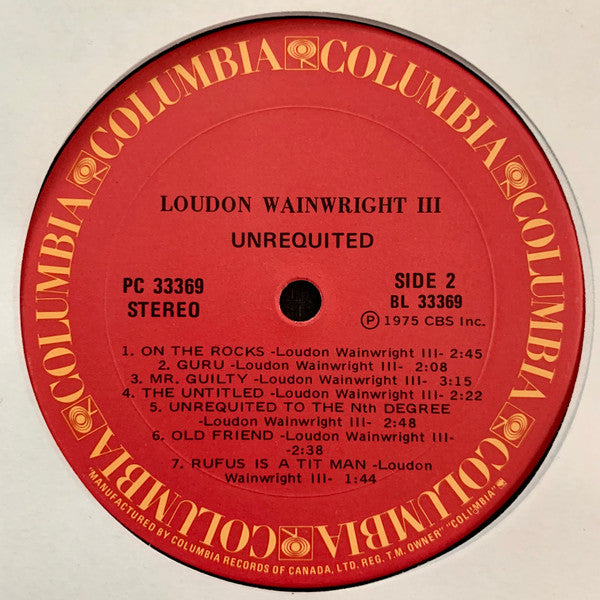 COLUMBIA COLUMBIA COLUMBIA COLUMBIA COLUMBIA COLUMBIA
LOUDON WAINWRIGHT III
UNREQUITED
PC 33369
STEREO
SIDE 2
BL 33369
Ⓟ 1975 CBS Inc.
1. ON THE ROCKS -Loudon Wainwright III- 2:45
2. GURU -Loudon Wainwright III- 2:08
3. MR. GUILTY -Loudon Wainwright III- 3:15
4. THE UNTITLED -Loudon Wainwright III- 2:22
5. UNREQUITED TO THE Nth DEGREE
-Loudon Wainwright III- 2:48
6. OLD FRIEND -Loudon Wainwright III-
-2:38
7. RUFUS IS A TIT MAN -Loudon
Wainwright III- 1:44
"MANUFACTURED BY COLUMBIA RECORDS OF CANADA, LTD. REG. T.M. OWNER" "COLUMBIA"